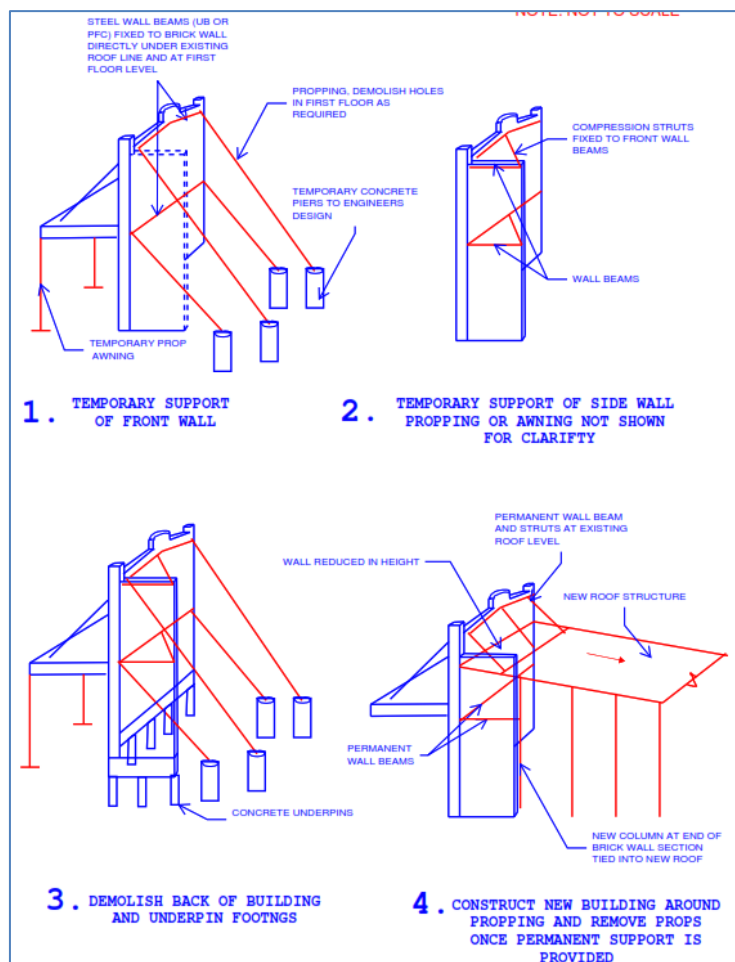 NOTE: NOT TO SCALE
STEEL WALL BEAMS (UB OR
PFC) FIXED TO BRICK WALL
DIRECTLY UNDER EXISTING
ROOF LINE AND AT FIRST
FLOOR LEVEL
PROPPING, DEMOLISH HOLES
IN FIRST FLOOR AS
REQUIRED
TEMPORARY CONCRETE
PIERS TO ENGINEERS
DESIGN
TEMPORARY PROP
AWNING
1. TEMPORARY SUPPORT
OF FRONT WALL
COMPRESSION STRUTS
FIXED TO FRONT WALL
BEAMS
WALL BEAMS
2. TEMPORARY SUPPORT OF SIDE WALL
PROPPING OR AWNING NOT SHOWN
FOR CLARIFTY
CONCRETE UNDERPINS
3. DEMOLISH BACK OF BUILDING
AND UNDERPIN FOOTNGS
PERMANENT WALL BEAM
AND STRUTS AT EXISTING
ROOF LEVEL
WALL REDUCED IN HEIGHT
NEW ROOF STRUCTURE
PERMANENT
WALL BEAMS
NEW COLUMN AT END OF
BRICK WALL SECTION
TIED INTO NEW ROOF
4. CONSTRUCT NEW BUILDING AROUND
PROPPING AND REMOVE PROPS
ONCE PERMANENT SUPPORT IS
PROVIDED